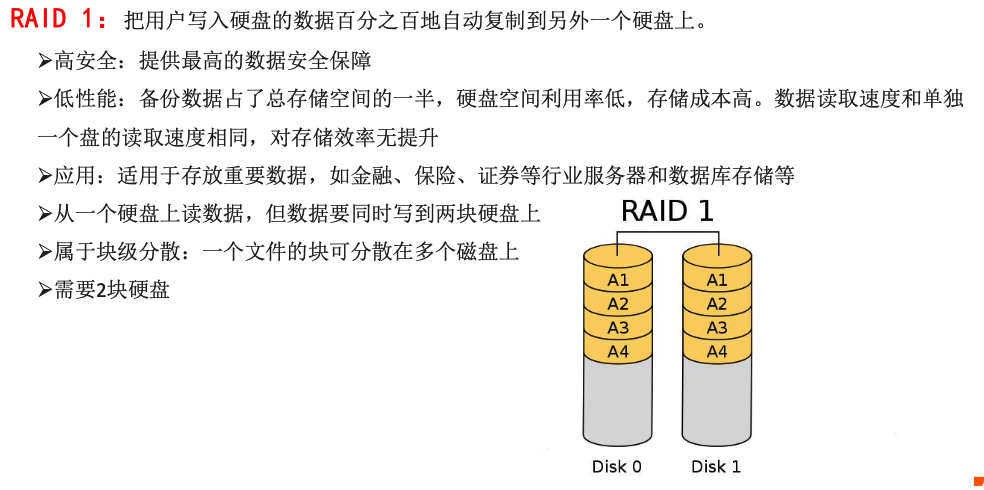 RAID 1：把用户写入硬盘的数据百分之百地自动复制到另外一个硬盘上。
➢高安全：提供最高的数据安全保障
➢低性能：备份数据占了总存储空间的一半，硬盘空间利用率低，存储成本高。数据读取速度和单独
一个盘的读取速度相同，对存储效率无提升
➢应用：适用于存放重要数据，如金融、保险、证券等行业服务器和数据库存储等
➢从一个硬盘上读数据，但数据要同时写到两块硬盘上
➢属于块级分散：一个文件的块可分散在多个磁盘上
➢需要2块硬盘
RAID 1
A1 A1
A2 A2
A3 A3
A4 A4
Disk 0 Disk 1